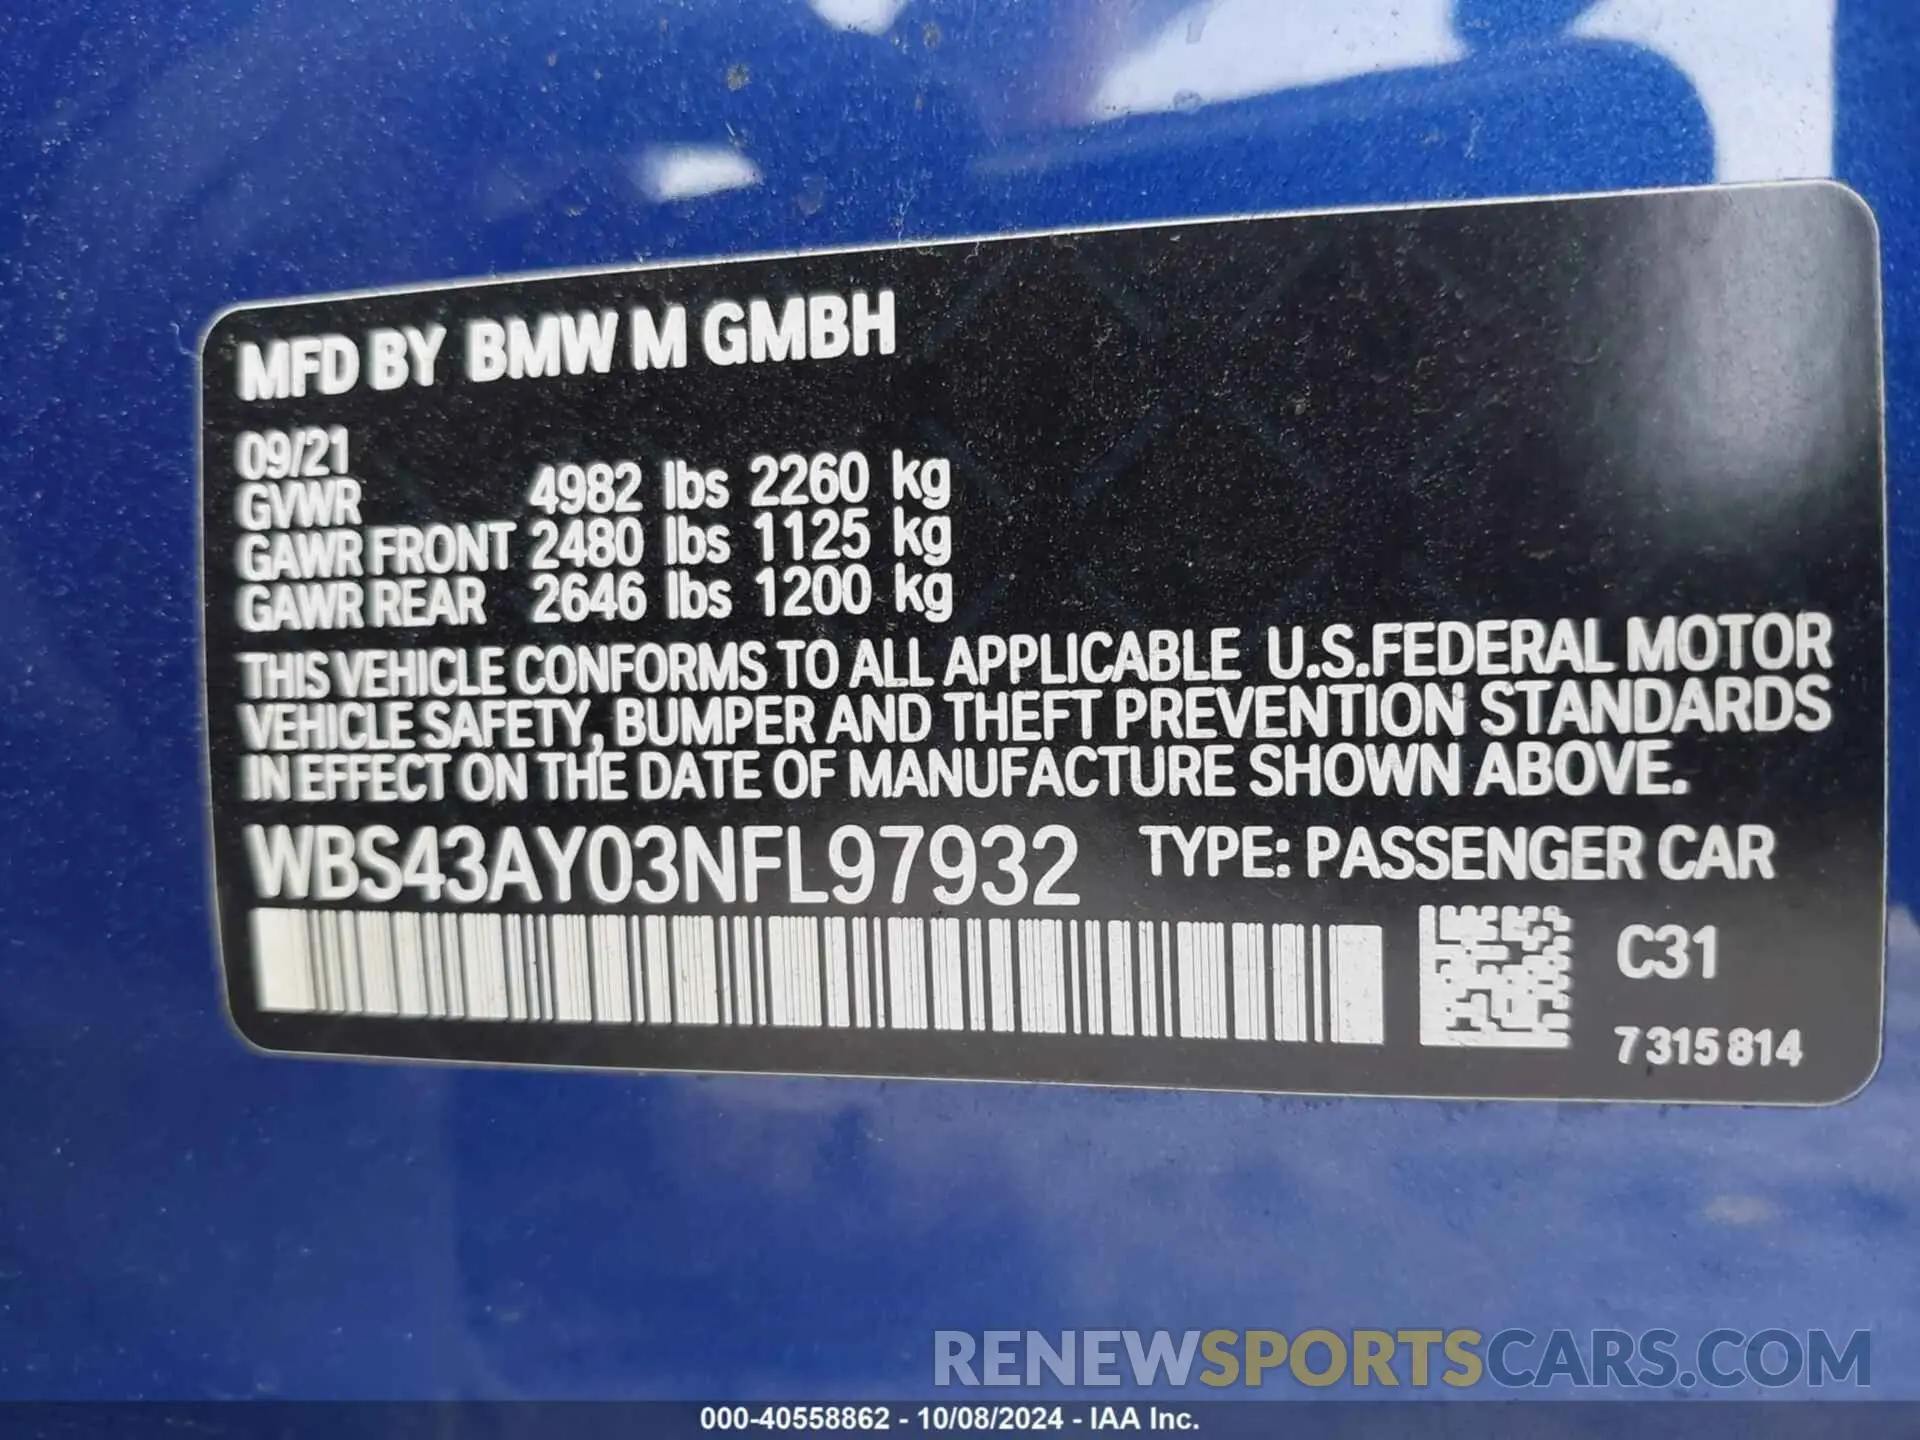 MFD BY BMW M GMBH
09/21
GVWR 4982 lbs 2260 kg
GAWR FRONT 2480 lbs 1125 kg
GAWR REAR 2646 lbs 1200 kg
THIS VEHICLE CONFORMS TO ALL APPLICABLE U.S.FEDERAL MOTOR
VEHICLE SAFETY, BUMPER AND THEFT PREVENTION STANDARDS
IN EFFECT ON THE DATE OF MANUFACTURE SHOWN ABOVE.
WBS43AY03NFL97932 TYPE: PASSENGER CAR
C31
7 315 814
RENEWSPORTSCARS.COM
000-40558862 - 10/08/2024 - IAA Inc.